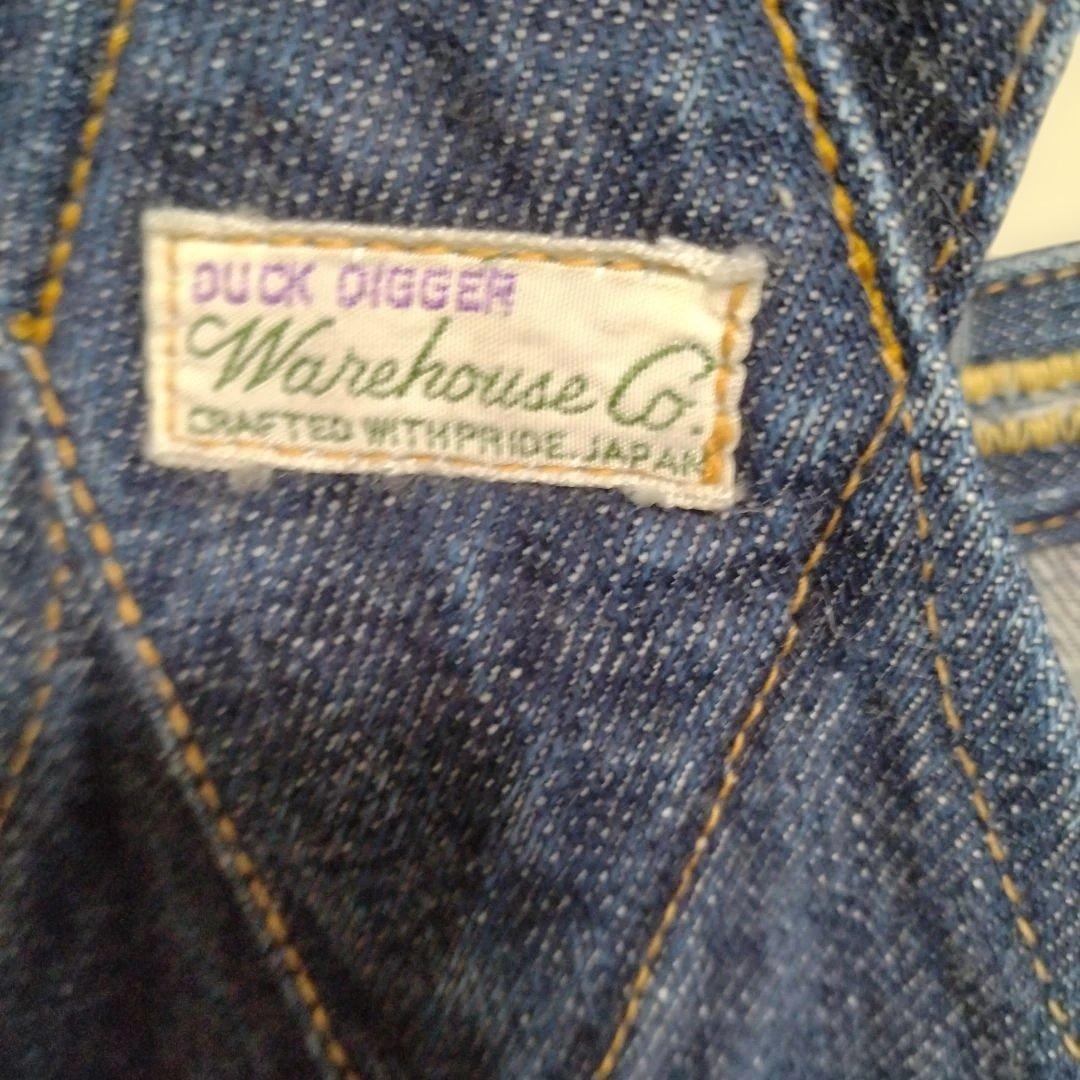 DUCK DIGGER
Warehouse Co.
CRAFTED WITH PRIDE.JAPAN